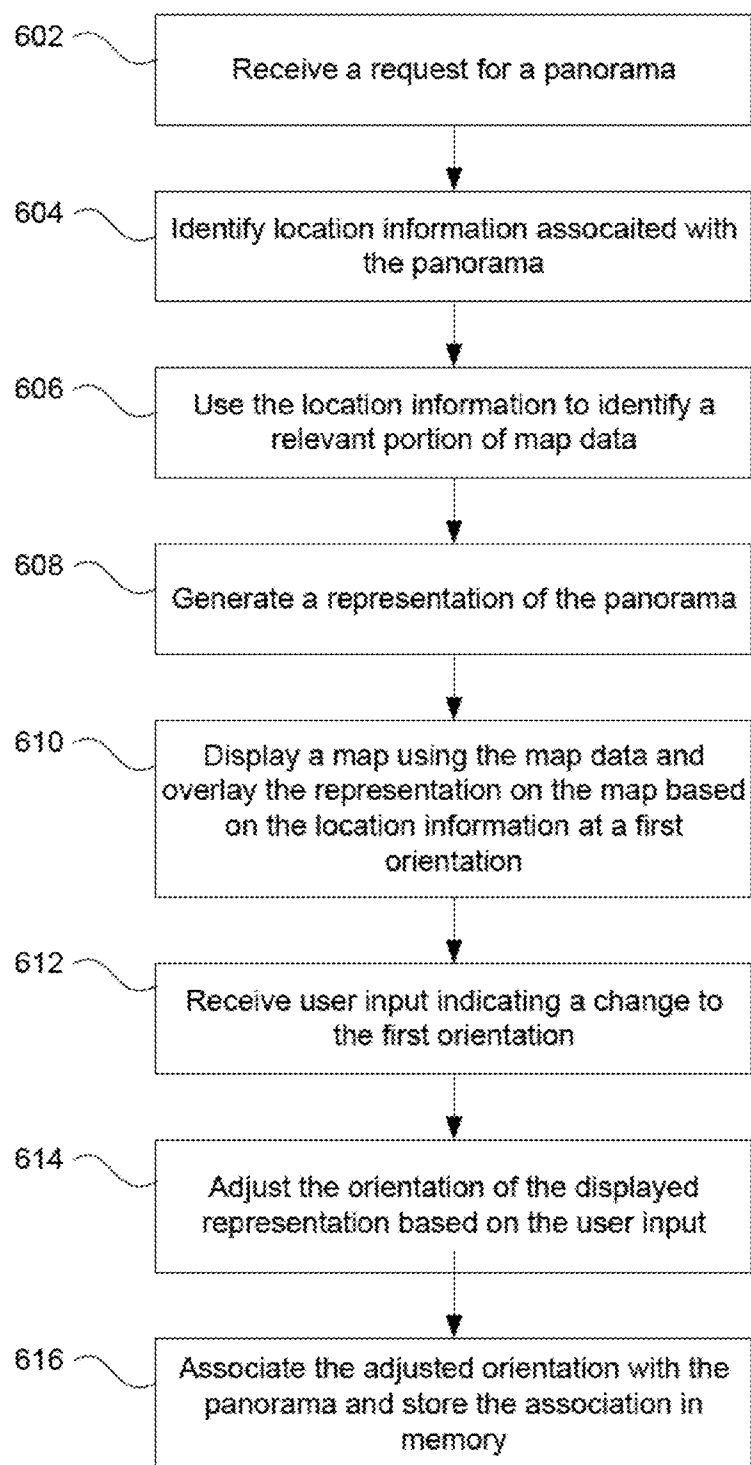 602
Receive a request for a panorama
604
Identify location information assocaited with
the panorama
606
Use the location information to identify a
relevant portion of map data
608
Generate a representation of the panorama
610
Display a map using the map data and
overlay the representation on the map based
on the location information at a first
orientation
612
Receive user input indicating a change to
the first orientation
614
Adjust the orientation of the displayed
representation based on the user input
616
Associate the adjusted orientation with the
panorama and store the association in
memory